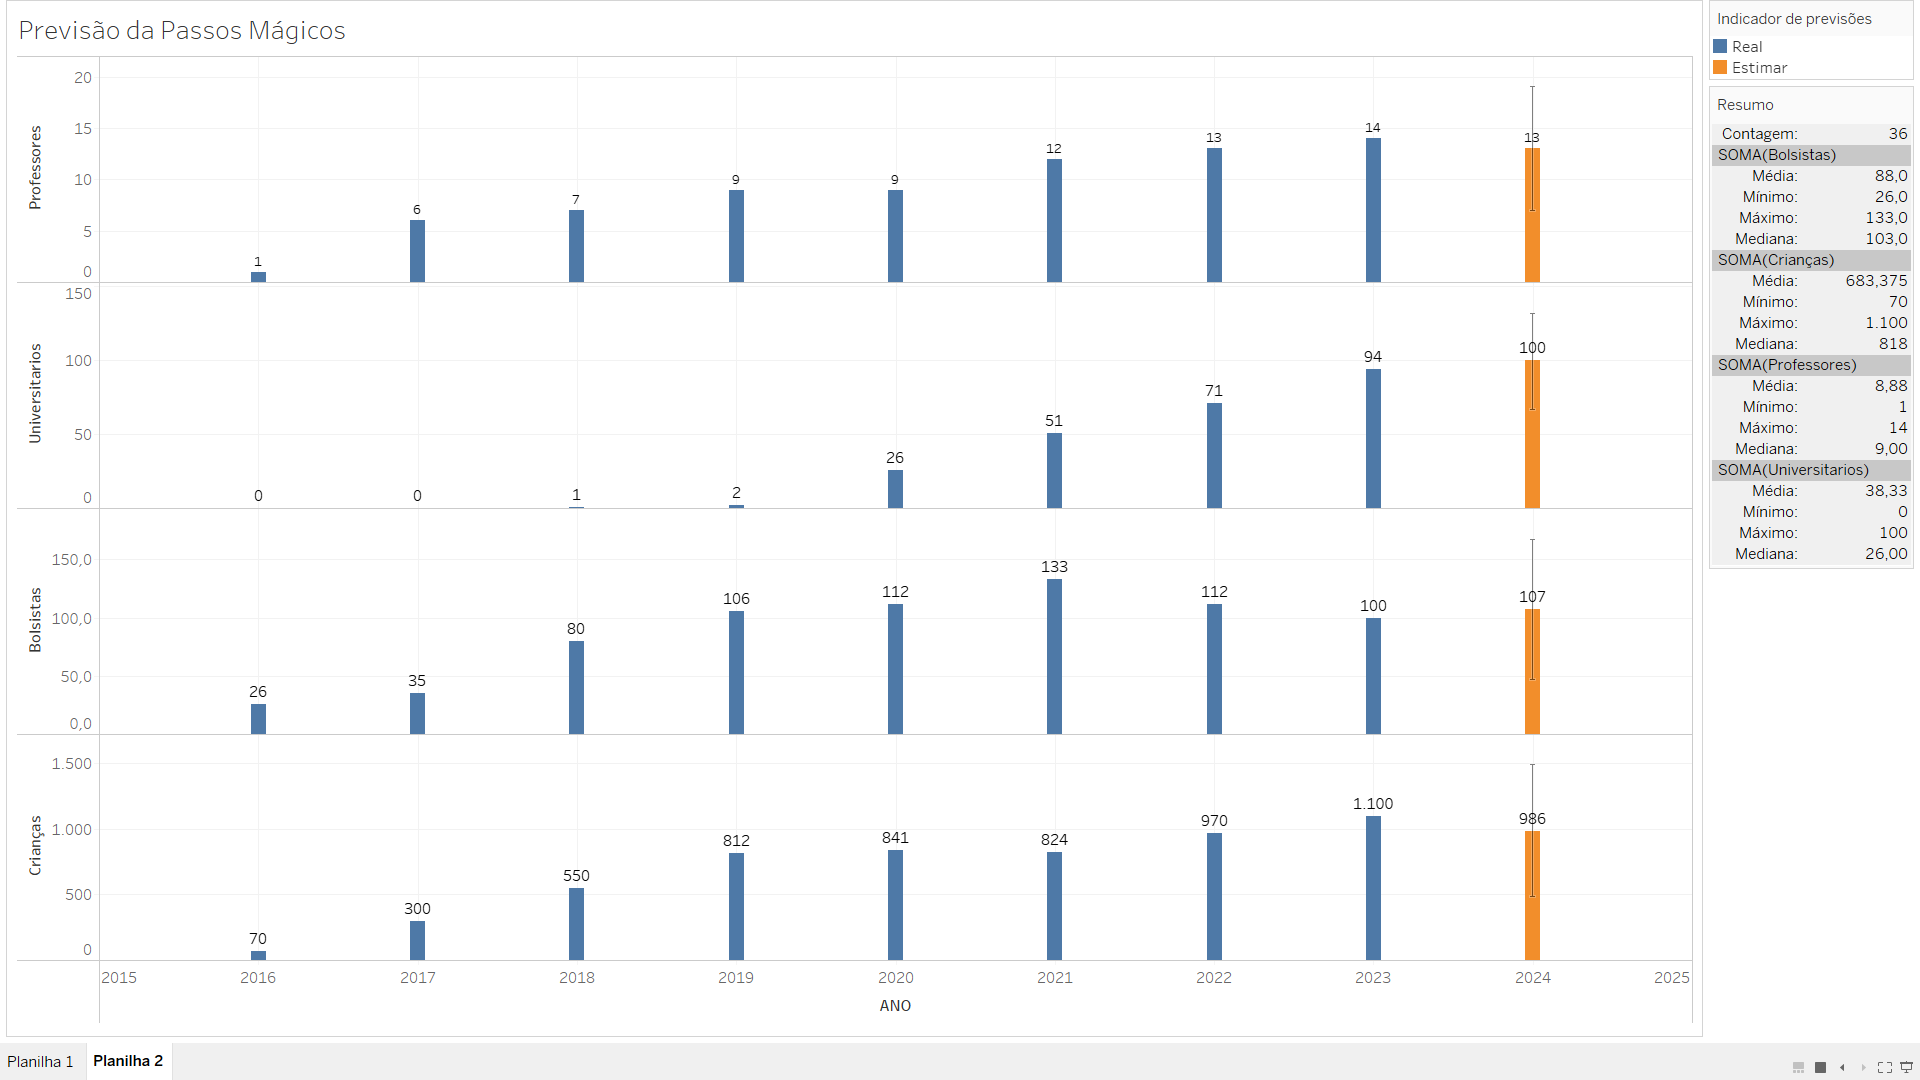 Previsão da Passos Mágicos
Professores
20
15
10
5
0
1
6
7
9
9
12
13
14
13
Universitarios
150
100
50
0
0
0
1
2
26
51
71
94
100
Bolsistas
150,0
100,0
50,0
0,0
26
35
80
106
112
133
112
100
107
Crianças
1.500
1.000
500
0
70
300
550
812
841
824
970
1.100
986
2015 2016 2017 2018 2019 2020 2021 2022 2023 2024 2025
ANO
Indicador de previsões
Real
Estimar
Resumo
Contagem: 36
SOMA(Bolsistas)
Média: 88,0
Mínimo: 26,0
Máximo: 133,0
Mediana: 103,0
SOMA(Crianças)
Média: 683,375
Mínimo: 70
Máximo: 1.100
Mediana: 818
SOMA(Professores)
Média: 8,88
Mínimo: 1
Máximo: 14
Mediana: 9,00
SOMA(Universitarios)
Média: 38,33
Mínimo: 0
Máximo: 100
Mediana: 26,00
Planilha 1 Planilha 2